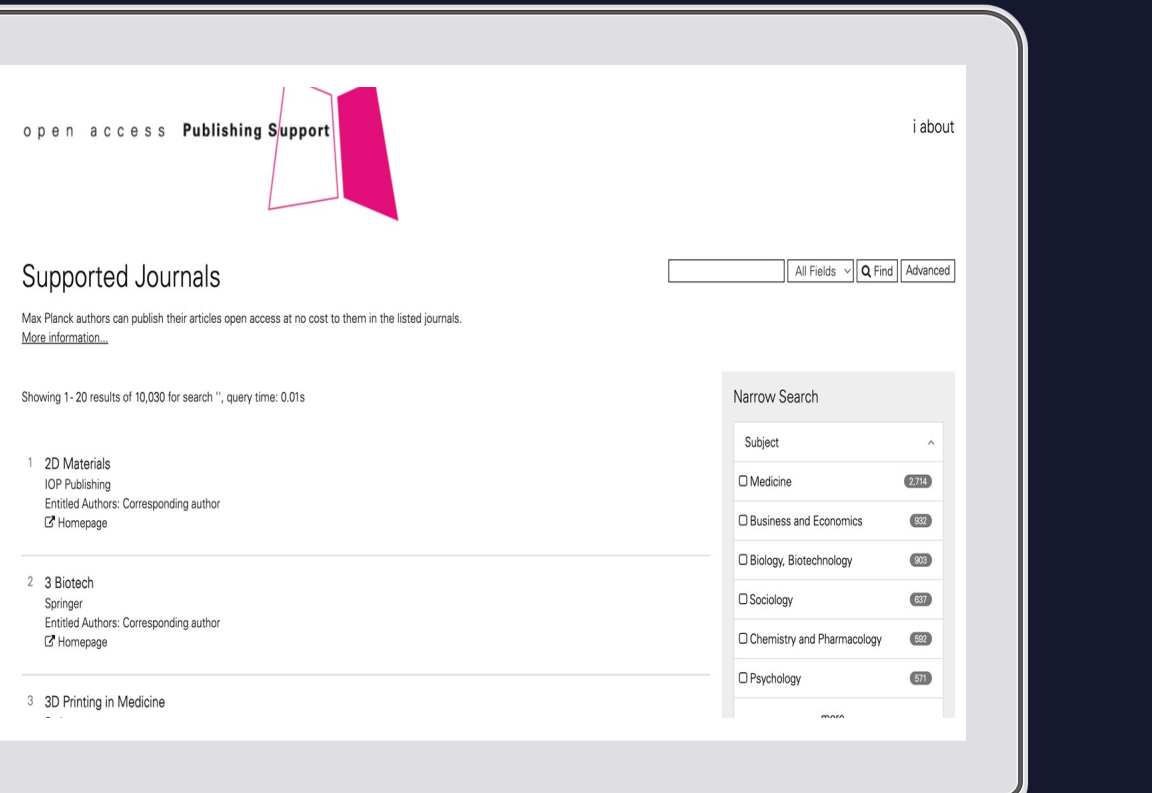 open access Publishing Support
i about
Supported Journals
All Fields
Find
Advanced
Max Planck authors can publish their articles open access at no cost to them in the listed journals.
More information...
Showing 1 - 20 results of 10,030 for search '', query time: 0.01s
1 2D Materials
IOP Publishing
Entitled Authors: Corresponding author
Homepage
2 3 Biotech
Springer
Entitled Authors: Corresponding author
Homepage
3 3D Printing in Medicine
Narrow Search
Subject
Medicine 2,714
Business and Economics 932
Biology, Biotechnology 903
Sociology 637
Chemistry and Pharmacology 592
Psychology 571